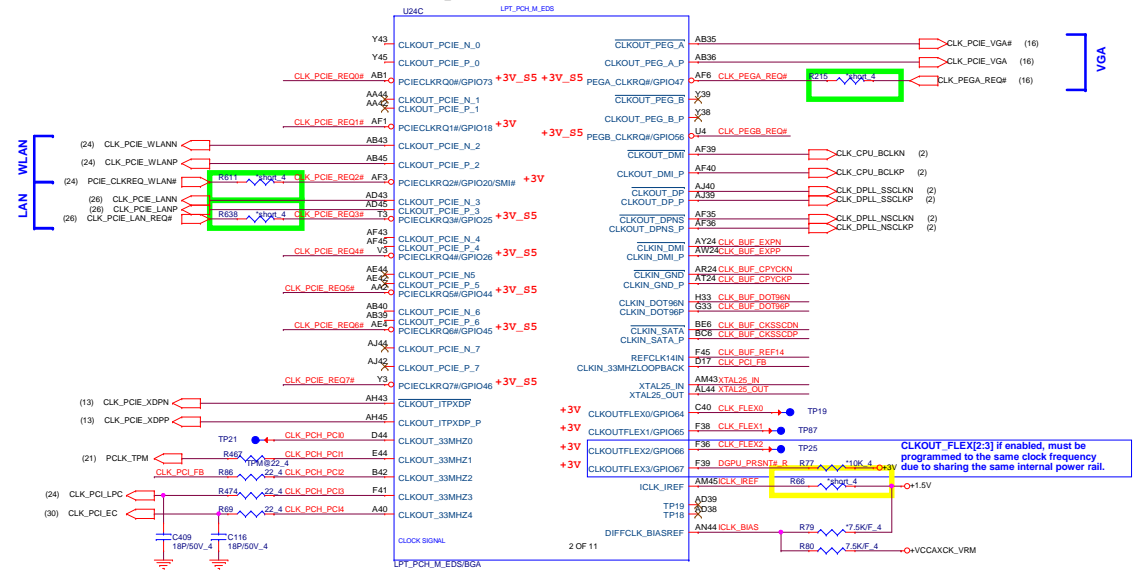 U24C
LPT_PCH_M_EDS
Y43 CLKOUT_PCIE_N_0
Y45 CLKOUT_PCIE_P_0
CLK_PCIE_REQ0# AB1 PCIECLKRQ0#/GPIO73 +3V_S5
AA44 CLKOUT_PCIE_N_1
AA42 CLKOUT_PCIE_P_1
CLK_PCIE_REQ1# AF1 PCIECLKRQ1#/GPIO18 +3V
WLAN
(24) CLK_PCIE_WLANN AB43 CLKOUT_PCIE_N_2
(24) CLK_PCIE_WLANP AB45 CLKOUT_PCIE_P_2
(24) PCIE_CLKREQ_WLAN# R611 *short_4 CLK_PCIE_REQ2# AF3 PCIECLKRQ2#/GPIO20/SMI# +3V
LAN
(26) CLK_PCIE_LANN AD43 CLKOUT_PCIE_N_3
(26) CLK_PCIE_LANP AD45 CLKOUT_PCIE_P_3
(26) CLK_PCIE_LAN_REQ# R638 *short_4 CLK_PCIE_REQ3# T3 PCIECLKRQ3#/GPIO25 +3V_S5
AF43 CLKOUT_PCIE_N_4
AF45 CLKOUT_PCIE_P_4
CLK_PCIE_REQ4# V3 PCIECLKRQ4#/GPIO26 +3V_S5
AE44 CLKOUT_PCIE_N5
AE42 CLKOUT_PCIE_P_5
CLK_PCIE_REQ5# AA2 PCIECLKRQ5#/GPIO44 +3V_S5
AB40 CLKOUT_PCIE_N_6
AB39 CLKOUT_PCIE_P_6
CLK_PCIE_REQ6# AE4 PCIECLKRQ6#/GPIO45 +3V_S5
AJ44 CLKOUT_PCIE_N_7
AJ42 CLKOUT_PCIE_P_7
CLK_PCIE_REQ7# Y3 PCIECLKRQ7#/GPIO46 +3V_S5
(13) CLK_PCIE_XDPN AH43 CLKOUT_ITPXDP
(13) CLK_PCIE_XDPP AH45 CLKOUT_ITPXDP_P
TP21 CLK_PCH_PCI0 D44 CLKOUT_33MHZ0
(21) PCLK_TPM R467 TPM@22_4 CLK_PCH_PCI1 E44 CLKOUT_33MHZ1
CLK_PCI_FB R86 22_4 CLK_PCH_PCI2 B42 CLKOUT_33MHZ2
(24) CLK_PCI_LPC R474 22_4 CLK_PCH_PCI3 F41 CLKOUT_33MHZ3
(30) CLK_PCI_EC R69 22_4 CLK_PCH_PCI4 A40 CLKOUT_33MHZ4
C409 18P/50V_4
C116 18P/50V_4
CLOCK SIGNAL
2 OF 11
LPT_PCH_M_EDS/BGA
CLKOUT_PEG_A AB35 CLK_PCIE_VGA# (16)
CLKOUT_PEG_A_P AB36 CLK_PCIE_VGA (16)
+3V_S5 PEGA_CLKRQ#/GPIO47 AF6 CLK_PEGA_REQ# R215 *short_4 CLK_PEGA_REQ# (16)
VGA
CLKOUT_PEG_B Y39
CLKOUT_PEG_B_P Y38
+3V_S5 PEGB_CLKRQ#/GPIO56 U4 CLK_PEGB_REQ#
CLKOUT_DMI AF39 CLK_CPU_BCLKN (2)
CLKOUT_DMI_P AF40 CLK_CPU_BCLKP (2)
CLKOUT_DP AJ40 CLK_DPLL_SSCLKN (2)
CLKOUT_DP_P AJ39 CLK_DPLL_SSCLKP (2)
CLKOUT_DPNS AF35 CLK_DPLL_NSCLKN (2)
CLKOUT_DPNS_P AF36 CLK_DPLL_NSCLKP (2)
CLKIN_DMI AY24 CLK_BUF_EXPN
CLKIN_DMI_P AW24 CLK_BUF_EXPP
CLKIN_GND AR24 CLK_BUF_CPYCKN
CLKIN_GND_P AT24 CLK_BUF_CPYCKP
CLKIN_DOT96N H33 CLK_BUF_DOT96N
CLKIN_DOT96P G33 CLK_BUF_DOT96P
CLKIN_SATA BE6 CLK_BUF_CKSSCDN
CLKIN_SATA_P BC6 CLK_BUF_CKSSCDP
REFCLK14IN F45 CLK_BUF_REF14
CLKIN_33MHZLOOPBACK D17 CLK_PCI_FB
XTAL25_IN AM43 XTAL25_IN
XTAL25_OUT AL44 XTAL25_OUT
+3V CLKOUTFLEX0/GPIO64 C40 CLK_FLEX0 TP19
+3V CLKOUTFLEX1/GPIO65 F38 CLK_FLEX1 TP87
+3V CLKOUTFLEX2/GPIO66 F36 CLK_FLEX2 TP25
+3V CLKOUTFLEX3/GPIO67 F39 DGPU_PRSNT#_R R77 *10K_4 +3V
CLKOUT_FLEX[2:3] if enabled, must be
programmed to the same clock frequency
due to sharing the same internal power rail.
ICLK_IREF AM45 ICLK_IREF R66 *short_4 +1.5V
TP19 AD39
TP18 AD38
DIFFCLK_BIASREF AN44 ICLK_BIAS R79 *7.5K/F_4
R80 7.5K/F_4 +VCCAXCK_VRM